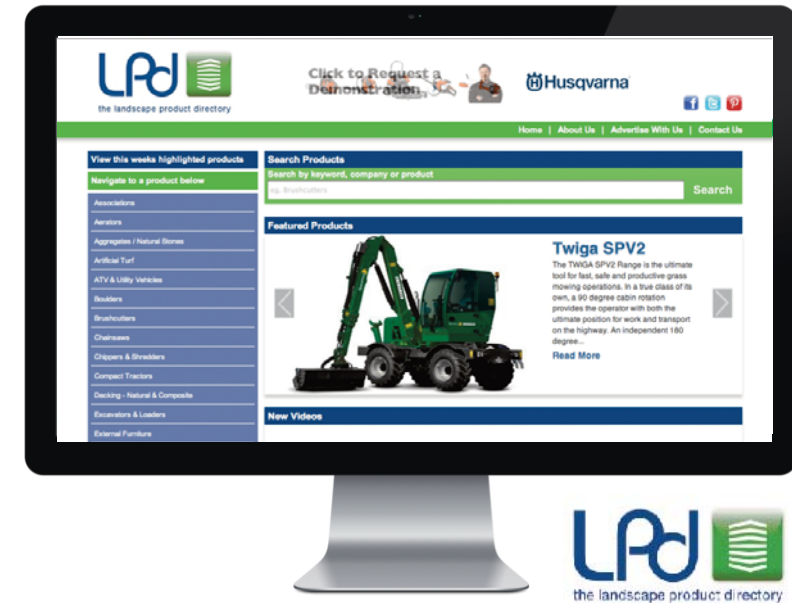 LPd
the landscape product directory
Click to Request a
Demonstration
Husqvarna
Home | About Us | Advertise With Us | Contact Us
View this weeks highlighted products
Navigate to a product below
Associations
Aerators
Aggregates / Natural Stones
Artificial Turf
ATV & Utility Vehicles
Boulders
Brushcutters
Chainsaws
Chippers & Shredders
Compact Tractors
Decking - Natural & Composite
Excavators & Loaders
External Furniture
Search Products
Search by keyword, company or product
eg. Brushcutters
Search
Featured Products
Twiga SPV2
The TWIGA SPV2 Range is the ultimate
tool for fast, safe and productive grass
mowing operations. In a true class of its
own, a 90 degree cabin rotation
provides the operator with both the
ultimate position for work and transport
on the highway. An independent 180
degree...
Read More
New Videos
LPd
the landscape product directory